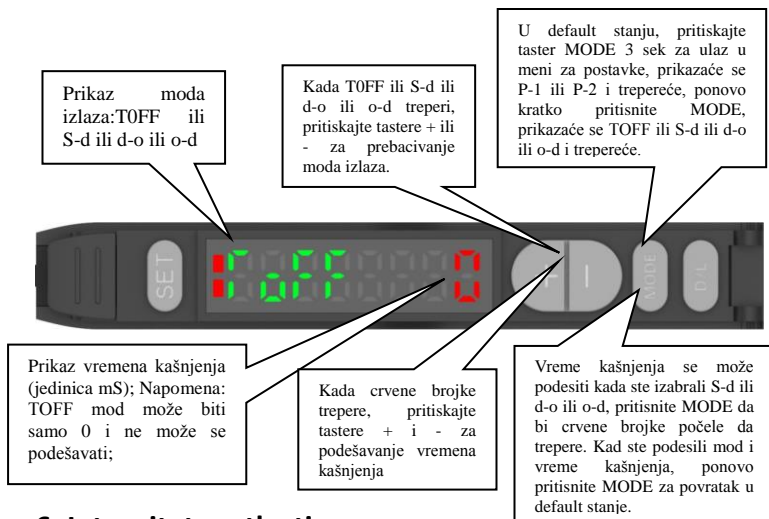 U default stanju, pritiskajte
taster MODE 3 sek za ulaz u
meni za postavke, prikazaće se
P-1 ili P-2 i trepereće, ponovo
kratko pritisnite MODE,
prikazaće se TOFF ili S-d ili d-o
ili o-d i trepereće.
Kada T0FF ili S-d ili
d-o ili o-d treperi,
pritiskajte tastere + ili
- za prebacivanje
moda izlaza.
Prikaz moda
izlaza:T0FF ili
S-d ili d-o ili o-d
SET
ToFF 0
+ -
MODE
D/L
Prikaz vremena kašnjenja
(jedinica mS); Napomena:
TOFF mod može biti
samo 0 i ne može se
podešavati;
Kada crvene brojke
trepere, pritiskajte
tastere + i - za
podešavanje vremena
kašnjenja
Vreme kašnjenja se može
podesiti kada ste izabrali S-d ili
d-o ili o-d, pritisnite MODE da
bi crvene brojke počele da
trepere. Kad ste podesili mod i
vreme kašnjenja, ponovo
pritisnite MODE za povratak u
default stanje.